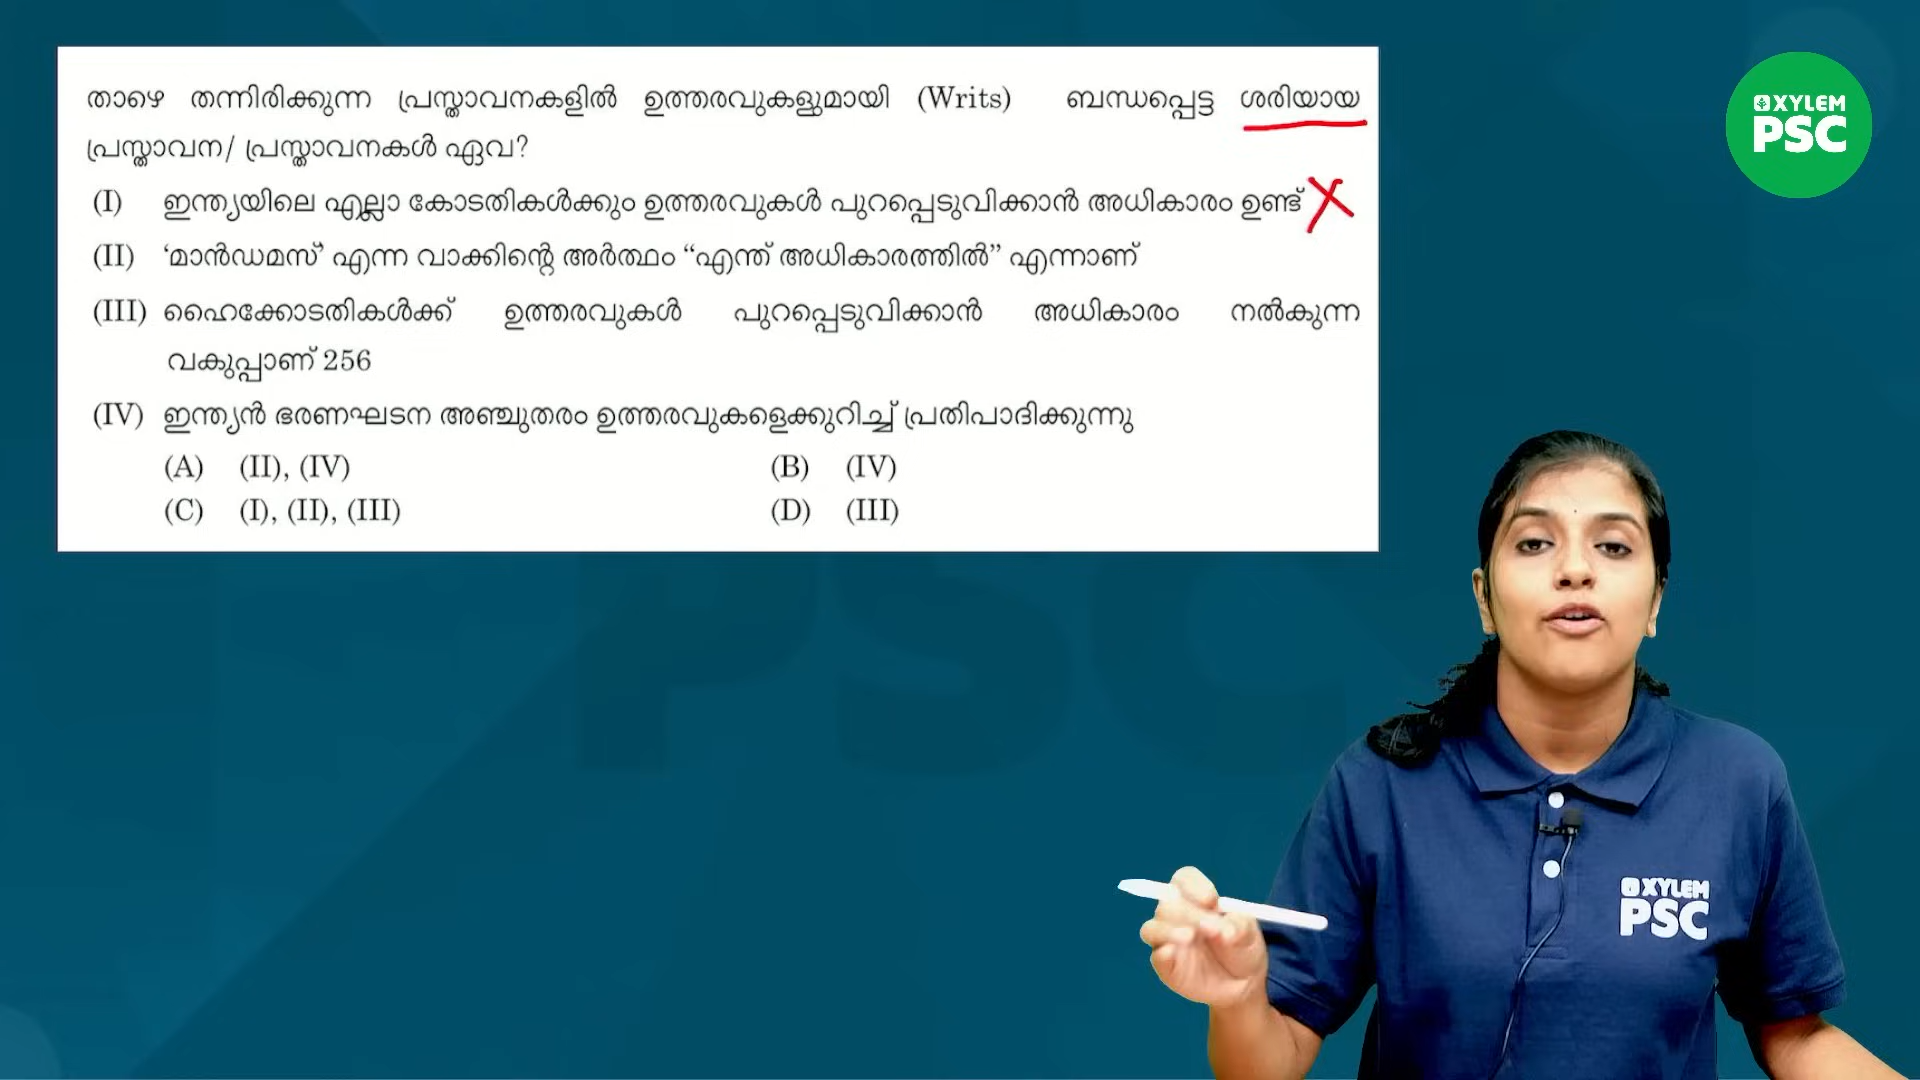 താഴെ തന്നിരിക്കുന്ന പ്രസ്താവനകളിൽ ഉത്തരവുകളുമായി (Writs) ബന്ധപ്പെട്ട ശരിയായ
പ്രസ്താവന/ പ്രസ്താവനകൾ ഏവ?
(I) ഇന്ത്യയിലെ എല്ലാ കോടതികൾക്കും ഉത്തരവുകൾ പുറപ്പെടുവിക്കാൻ അധികാരം ഉണ്ട്
(II) 'മാൻഡമസ്' എന്ന വാക്കിന്റെ അർത്ഥം “എന്ത് അധികാരത്തിൽ” എന്നാണ്
(III) ഹൈക്കോടതികൾക്ക് ഉത്തരവുകൾ പുറപ്പെടുവിക്കാൻ അധികാരം നൽകുന്ന
വകുപ്പാണ് 256
(IV) ഇന്ത്യൻ ഭരണഘടന അഞ്ചുതരം ഉത്തരവുകളെക്കുറിച്ച് പ്രതിപാദിക്കുന്നു
(A) (II), (IV) (B) (IV)
(C) (I), (II), (III) (D) (III)
XYLEM
PSC
XYLEM
PSC
PSC